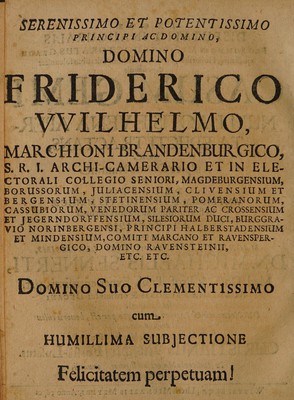 SERENISSIMO ET POTENTISSIMO
PRINCIPI AC DOMINO,
DOMINO
FRIDERICO
VVILHELMO,
MARCHIONI BRANDENBURGICO,
S. R. I. ARCHI-CAMERARIO ET IN ELE-
CTORALI COLLEGIO SENIORI, MAGDEBURGENSIUM,
BORUSSORUM, JULIACENSIUM, CLIVENSIUM ET
BERGENSIUM, STETINENSIUM, POMERANORUM,
CASSUBIORUM, VENEDORUM PARITER AC CROSSENSIUM
ET JEGERNDORFFENSIUM, SILESIORUM DUCI, BURGGRA-
VIO NORINBERGENSI, PRINCIPI HALBERSTADENSIUM
ET MINDENSIUM, COMITI MARCANO ET RAVENSPER-
GICO, DOMINO RAVENSTEINII,
ETC. ETC.
DOMINO SUO CLEMENTISSIMO
cum
HUMILLIMA SUBJECTIONE
Felicitatem perpetuam!